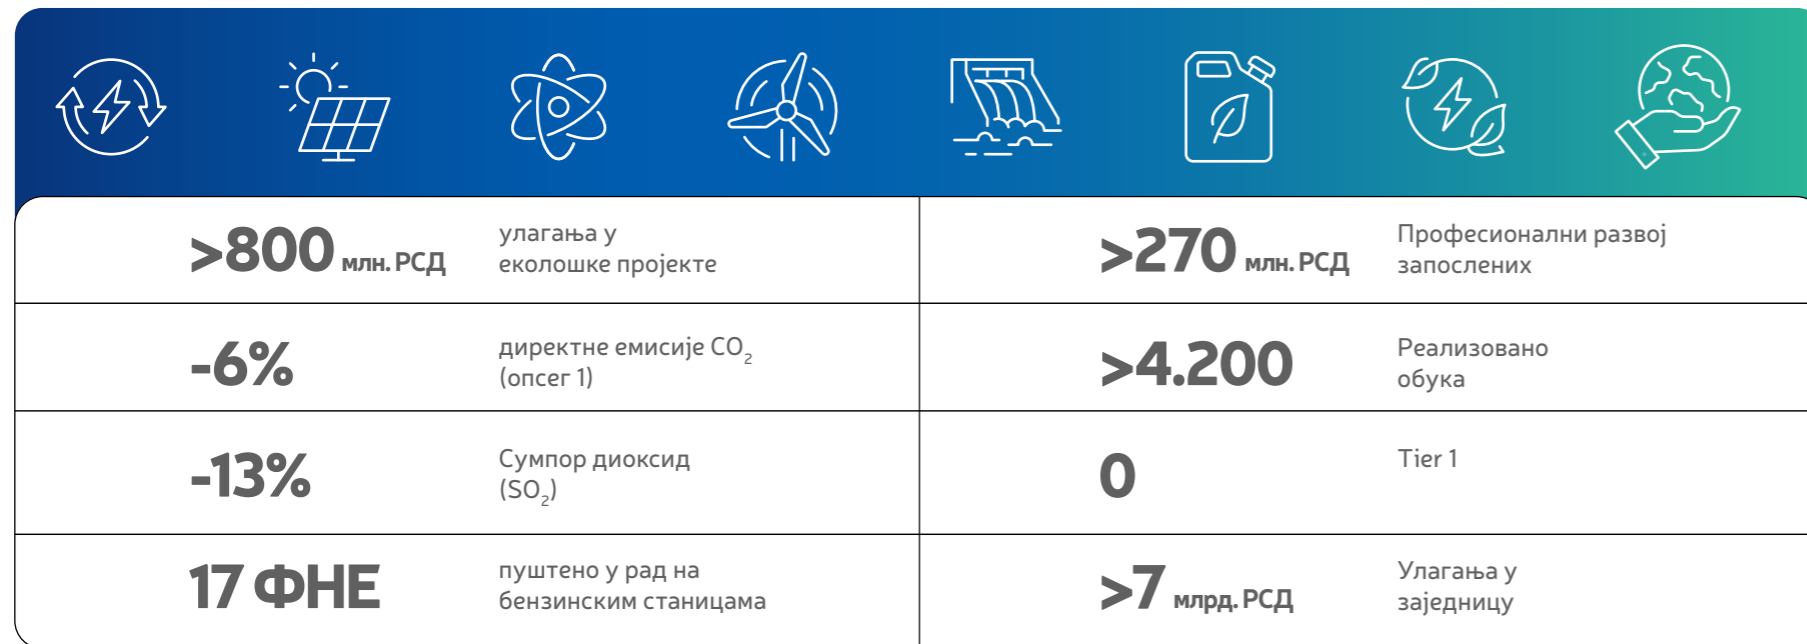 >800 млн. РСД
улагања у
еколошке пројекте
>270 млн. РСД
Професионални развој
запослених
-6%
директне емисије CO₂
(опсег 1)
>4.200
Реализовано
обука
-13%
Сумпор диоксид
(SO₂)
0
Tier 1
17 ФНЕ
пуштено у рад на
бензинским станицама
>7 млрд. РСД
Улагања у
заједницу